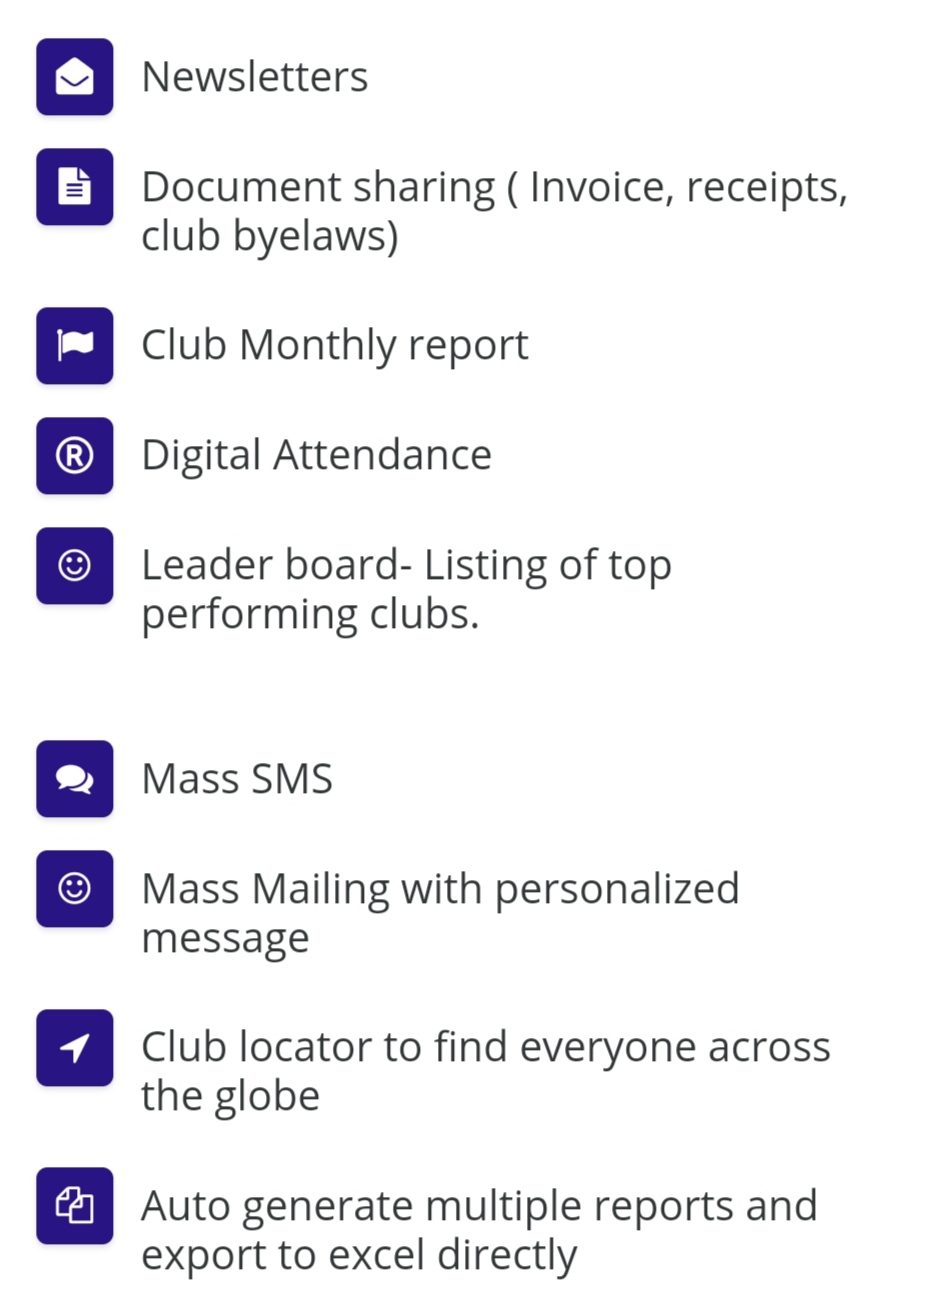 Newsletters
Document sharing ( Invoice, receipts,
club byelaws)
Club Monthly report
Digital Attendance
Leader board- Listing of top
performing clubs.
Mass SMS
Mass Mailing with personalized
message
Club locator to find everyone across
the globe
Auto generate multiple reports and
export to excel directly